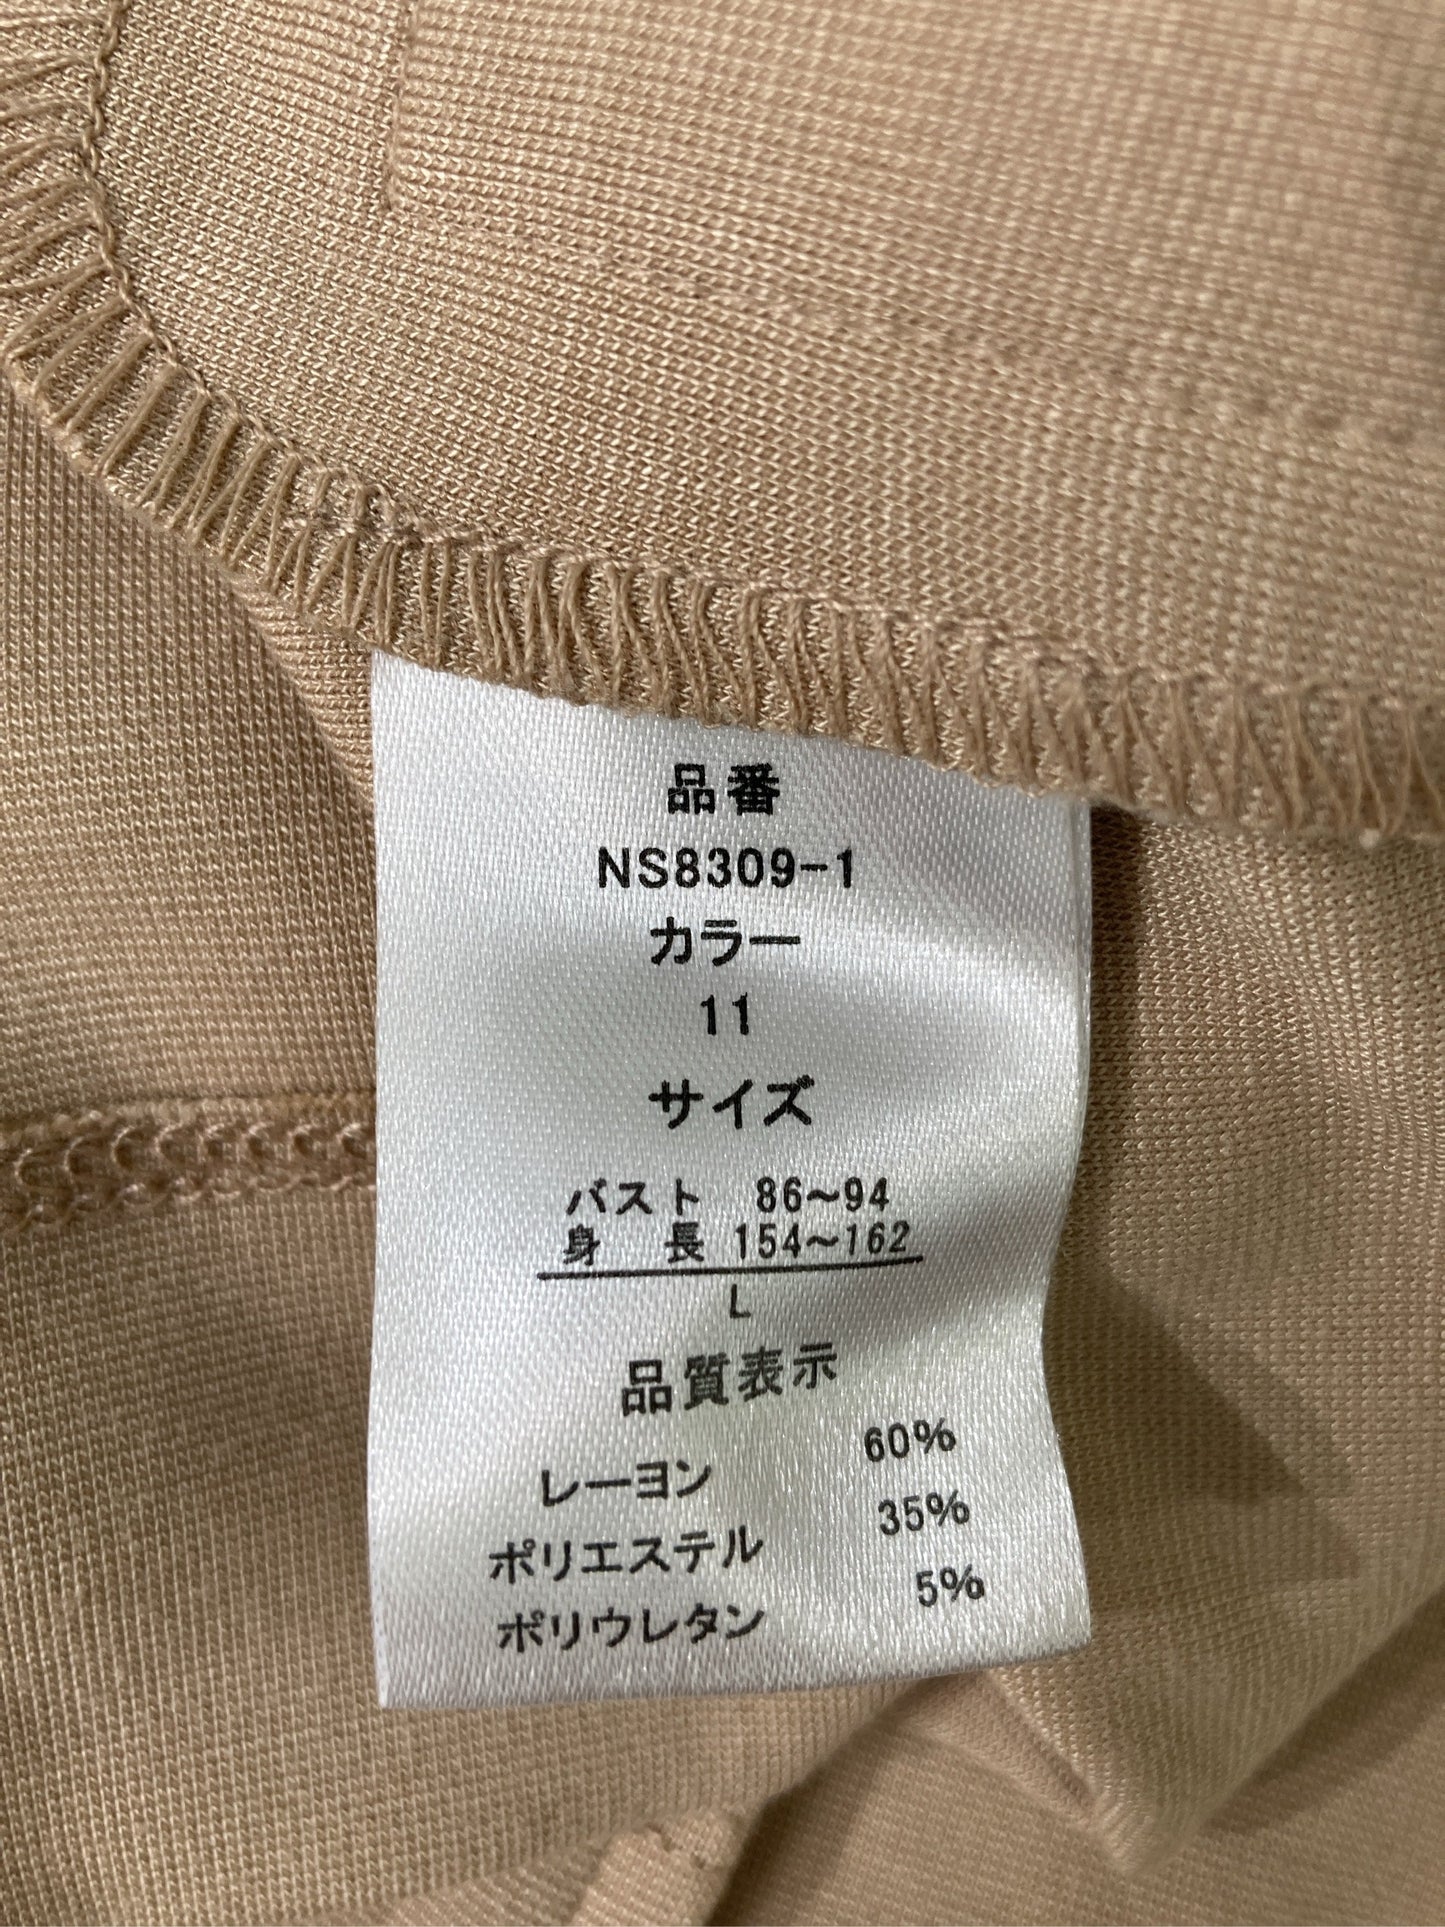 品番
NS8309-1
カラー
11
サイズ
バスト 86~94
身長 154~162
L
品質表示
レーヨン 60%
ポリエステル 35%
ポリウレタン 5%